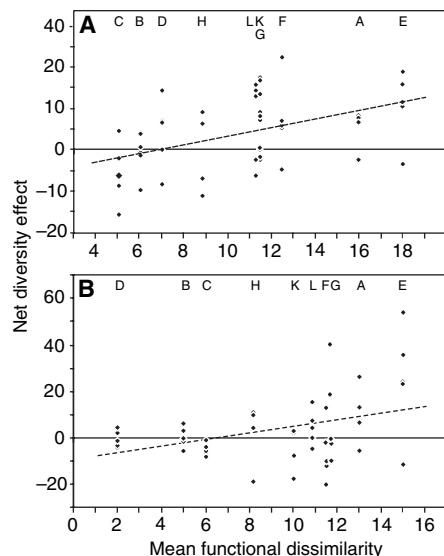 A
C B D H L K F A E
G
40
20
10
0
−10
−20
4 6 8 10 12 14 16 18
Net diversity effect
B
D B C H K L F G A E
60
40
20
0
−20
0 2 4 6 8 10 12 14 16
Mean functional dissimilarity